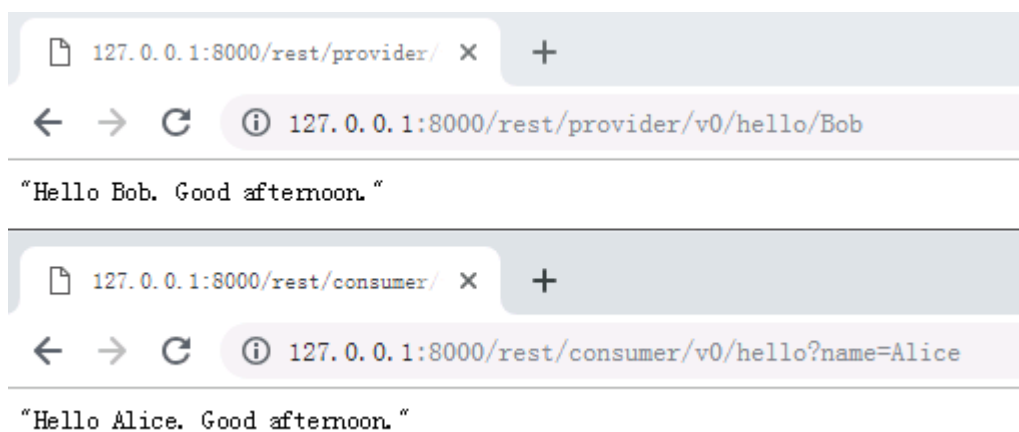 127.0.0.1:8000/rest/provider/
127.0.0.1:8000/rest/provider/v0/hello/Bob
"Hello Bob. Good afternoon."
127.0.0.1:8000/rest/consumer/
127.0.0.1:8000/rest/consumer/v0/hello?name=Alice
"Hello Alice. Good afternoon."